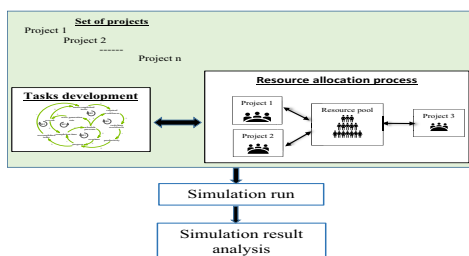 Set of projects
Project 1
Project 2
------
Project n
Tasks development
Resource allocation process
Project 1
Resource pool
Project 3
Project 2
Simulation run
Simulation result
analysis